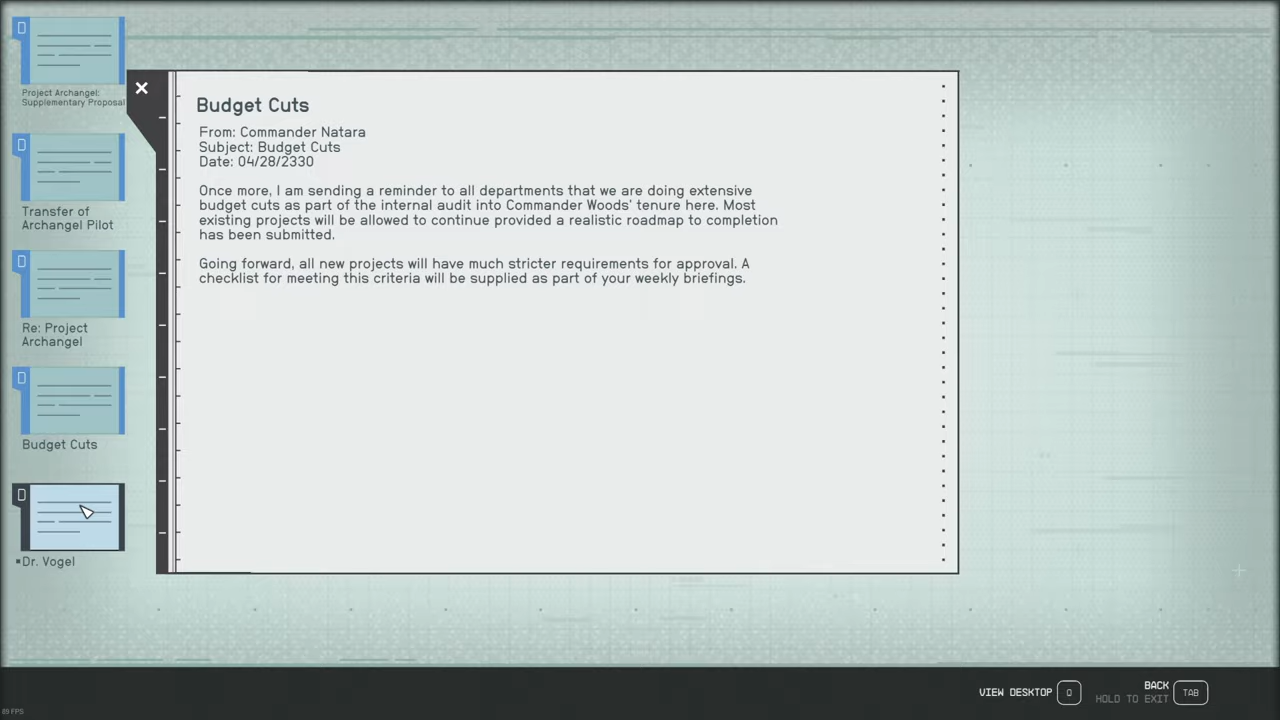 Project Archangel:
Supplementary Proposal
Transfer of
Archangel Pilot
Re: Project
Archangel
Budget Cuts
Dr. Vogel
Budget Cuts
From: Commander Natara
Subject: Budget Cuts
Date: 04/28/2330
Once more, I am sending a reminder to all departments that we are doing extensive
budget cuts as part of the internal audit into Commander Woods' tenure here. Most
existing projects will be allowed to continue provided a realistic roadmap to completion
has been submitted.
Going forward, all new projects will have much stricter requirements for approval. A
checklist for meeting this criteria will be supplied as part of your weekly briefings.
VIEW DESKTOP Q
BACK
HOLD TO EXIT TAB
89 FPS